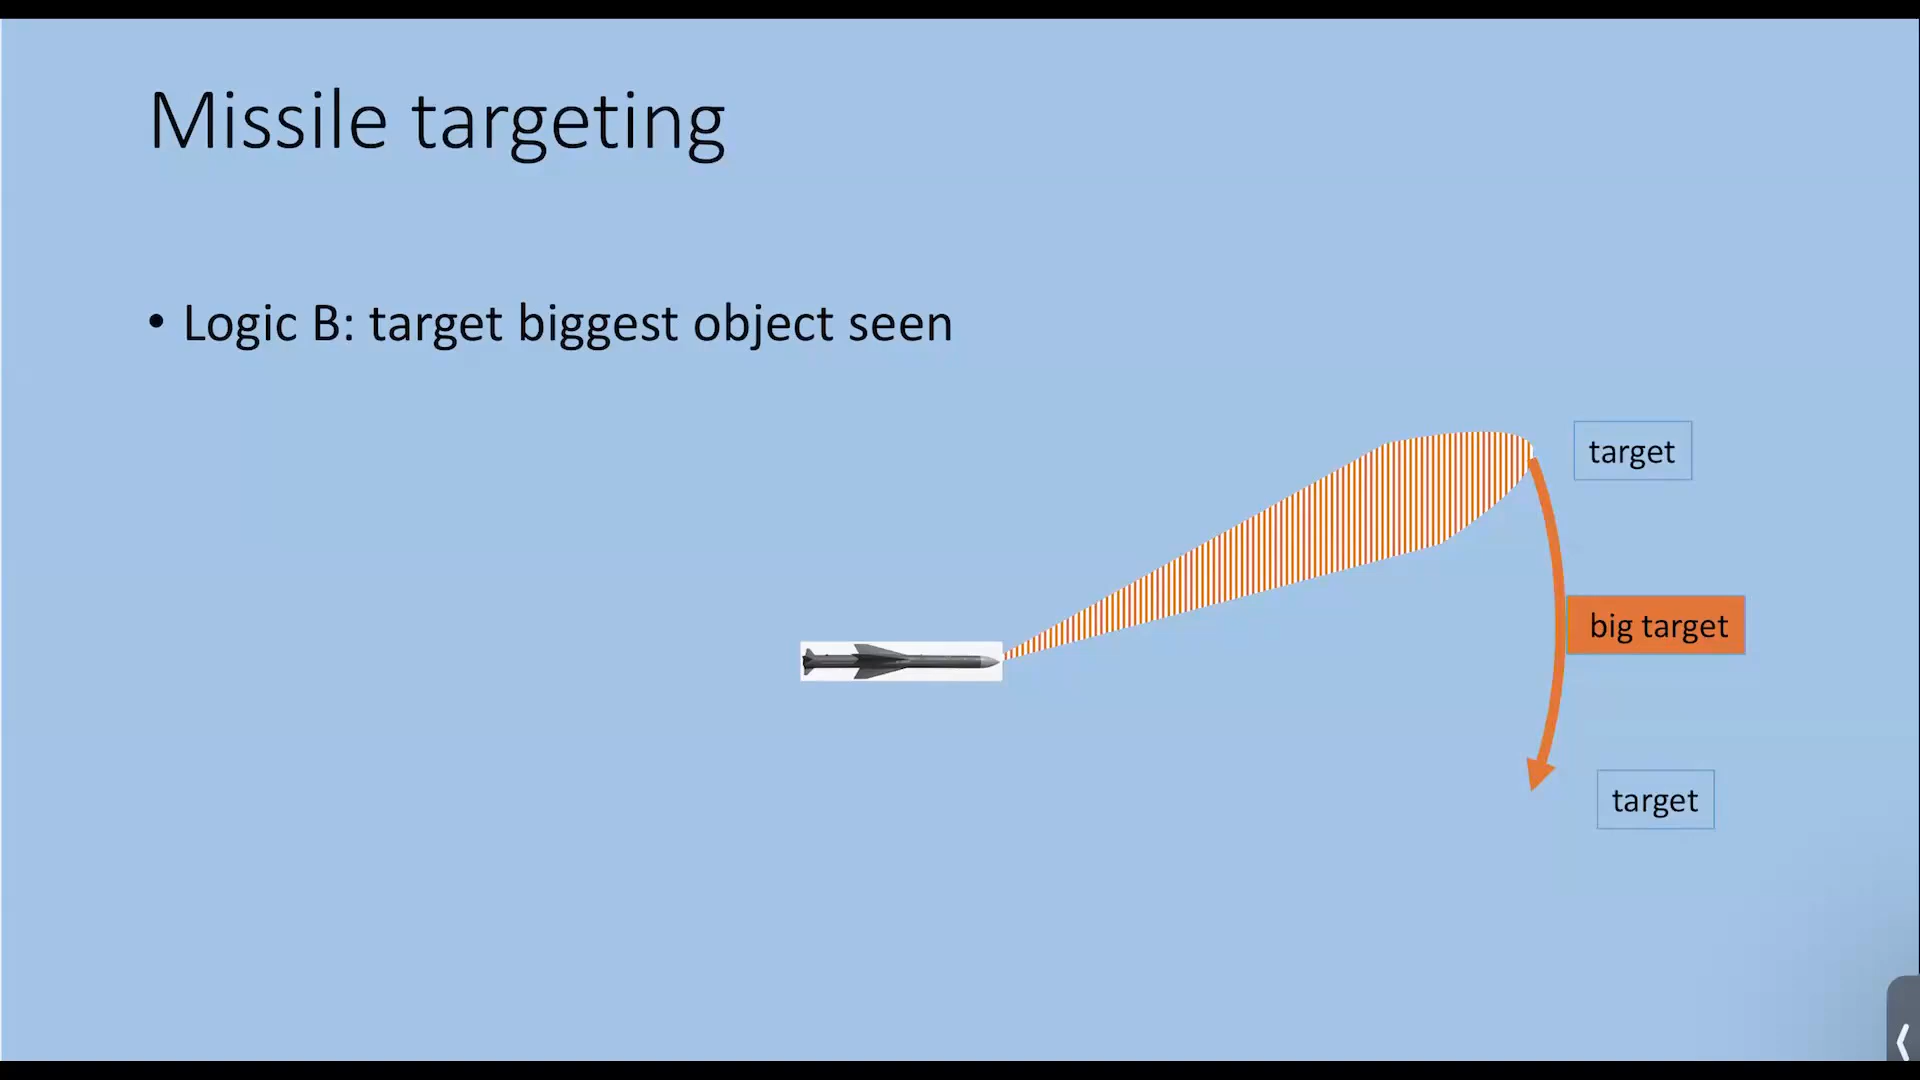 Missile targeting
• Logic B: target biggest object seen
target
big target
target